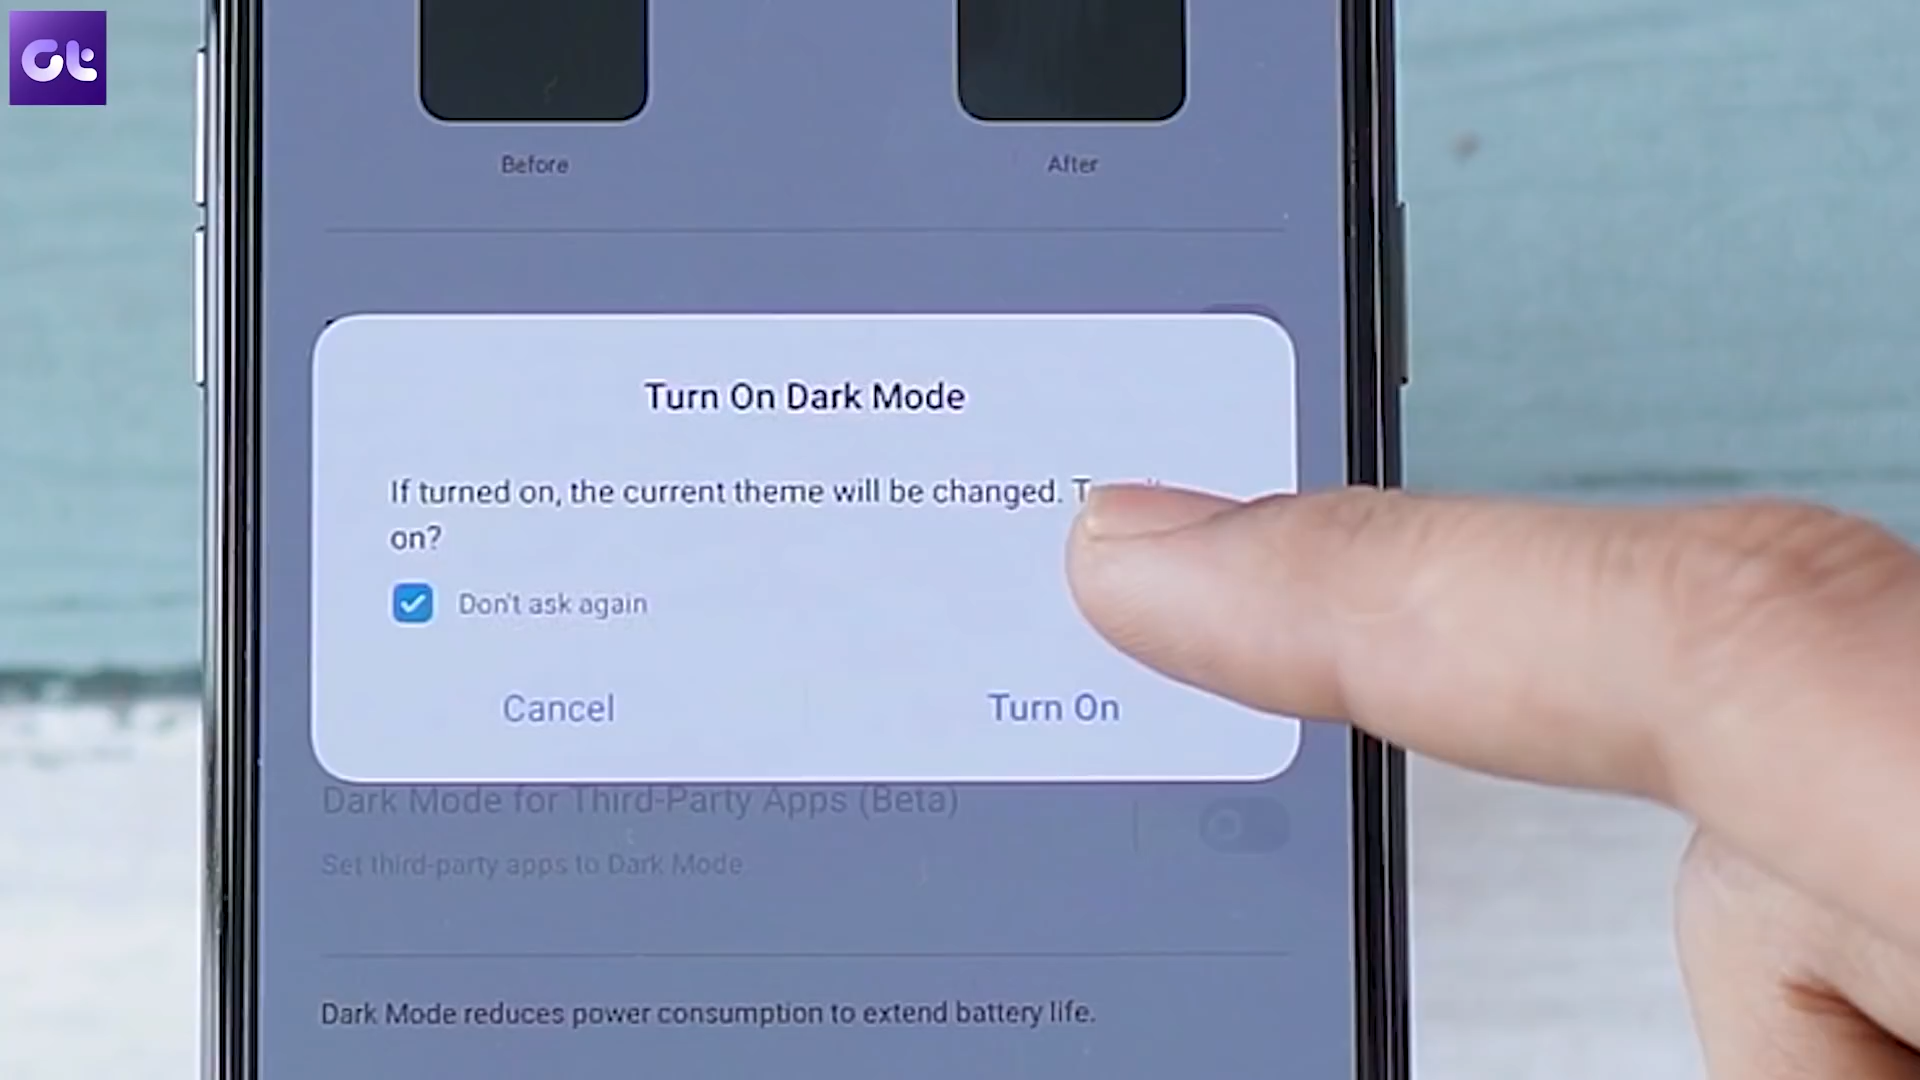 Gt
Before
After
Turn On Dark Mode
If turned on, the current theme will be changed.
on?
Don't ask again
Cancel
Turn On
Dark Mode for Third-Party Apps (Beta)
Set third-party apps to Dark Mode
Dark Mode reduces power consumption to extend battery life.